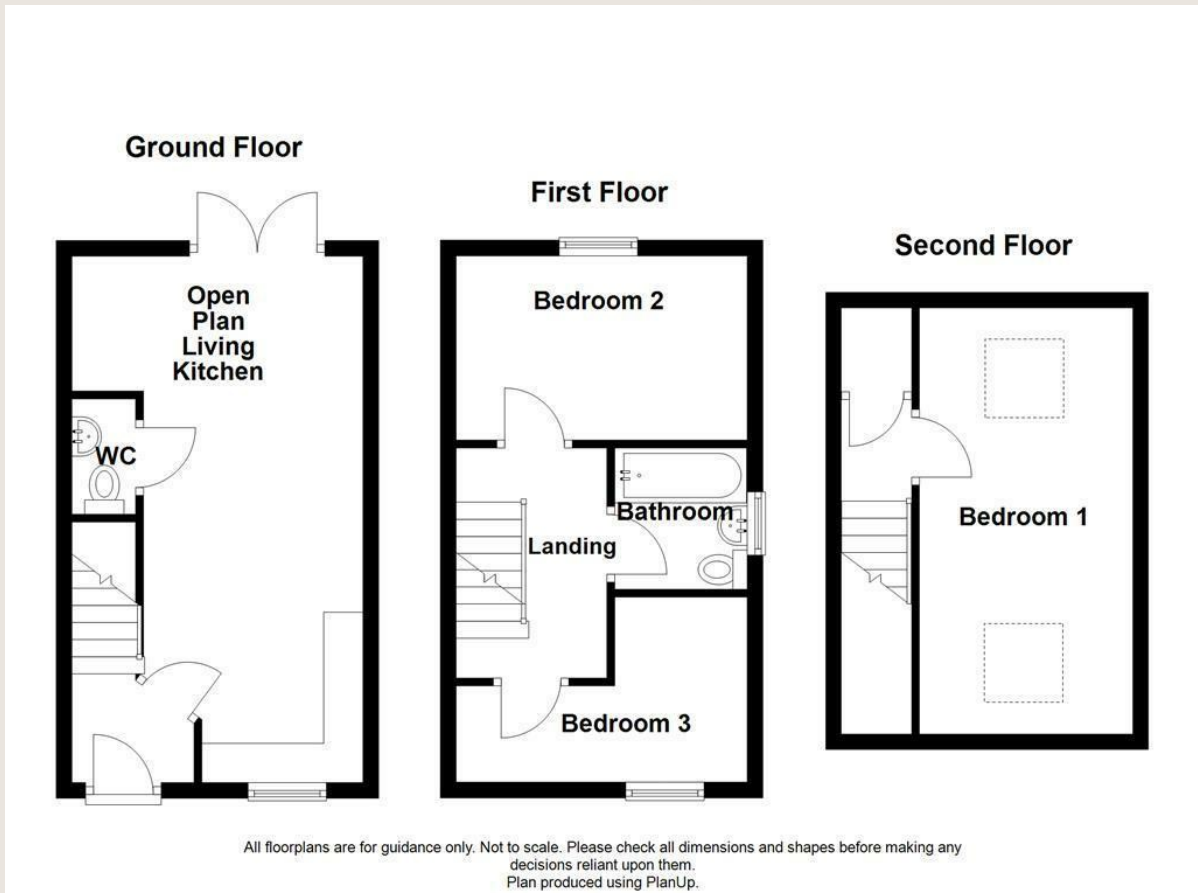 Ground Floor
Open
Plan
Living
Kitchen
WC
First Floor
Bedroom 2
Bathroom
Landing
Bedroom 3
Second Floor
Bedroom 1
All floorplans are for guidance only. Not to scale. Please check all dimensions and shapes before making any
decisions reliant upon them.
Plan produced using PlanUp.